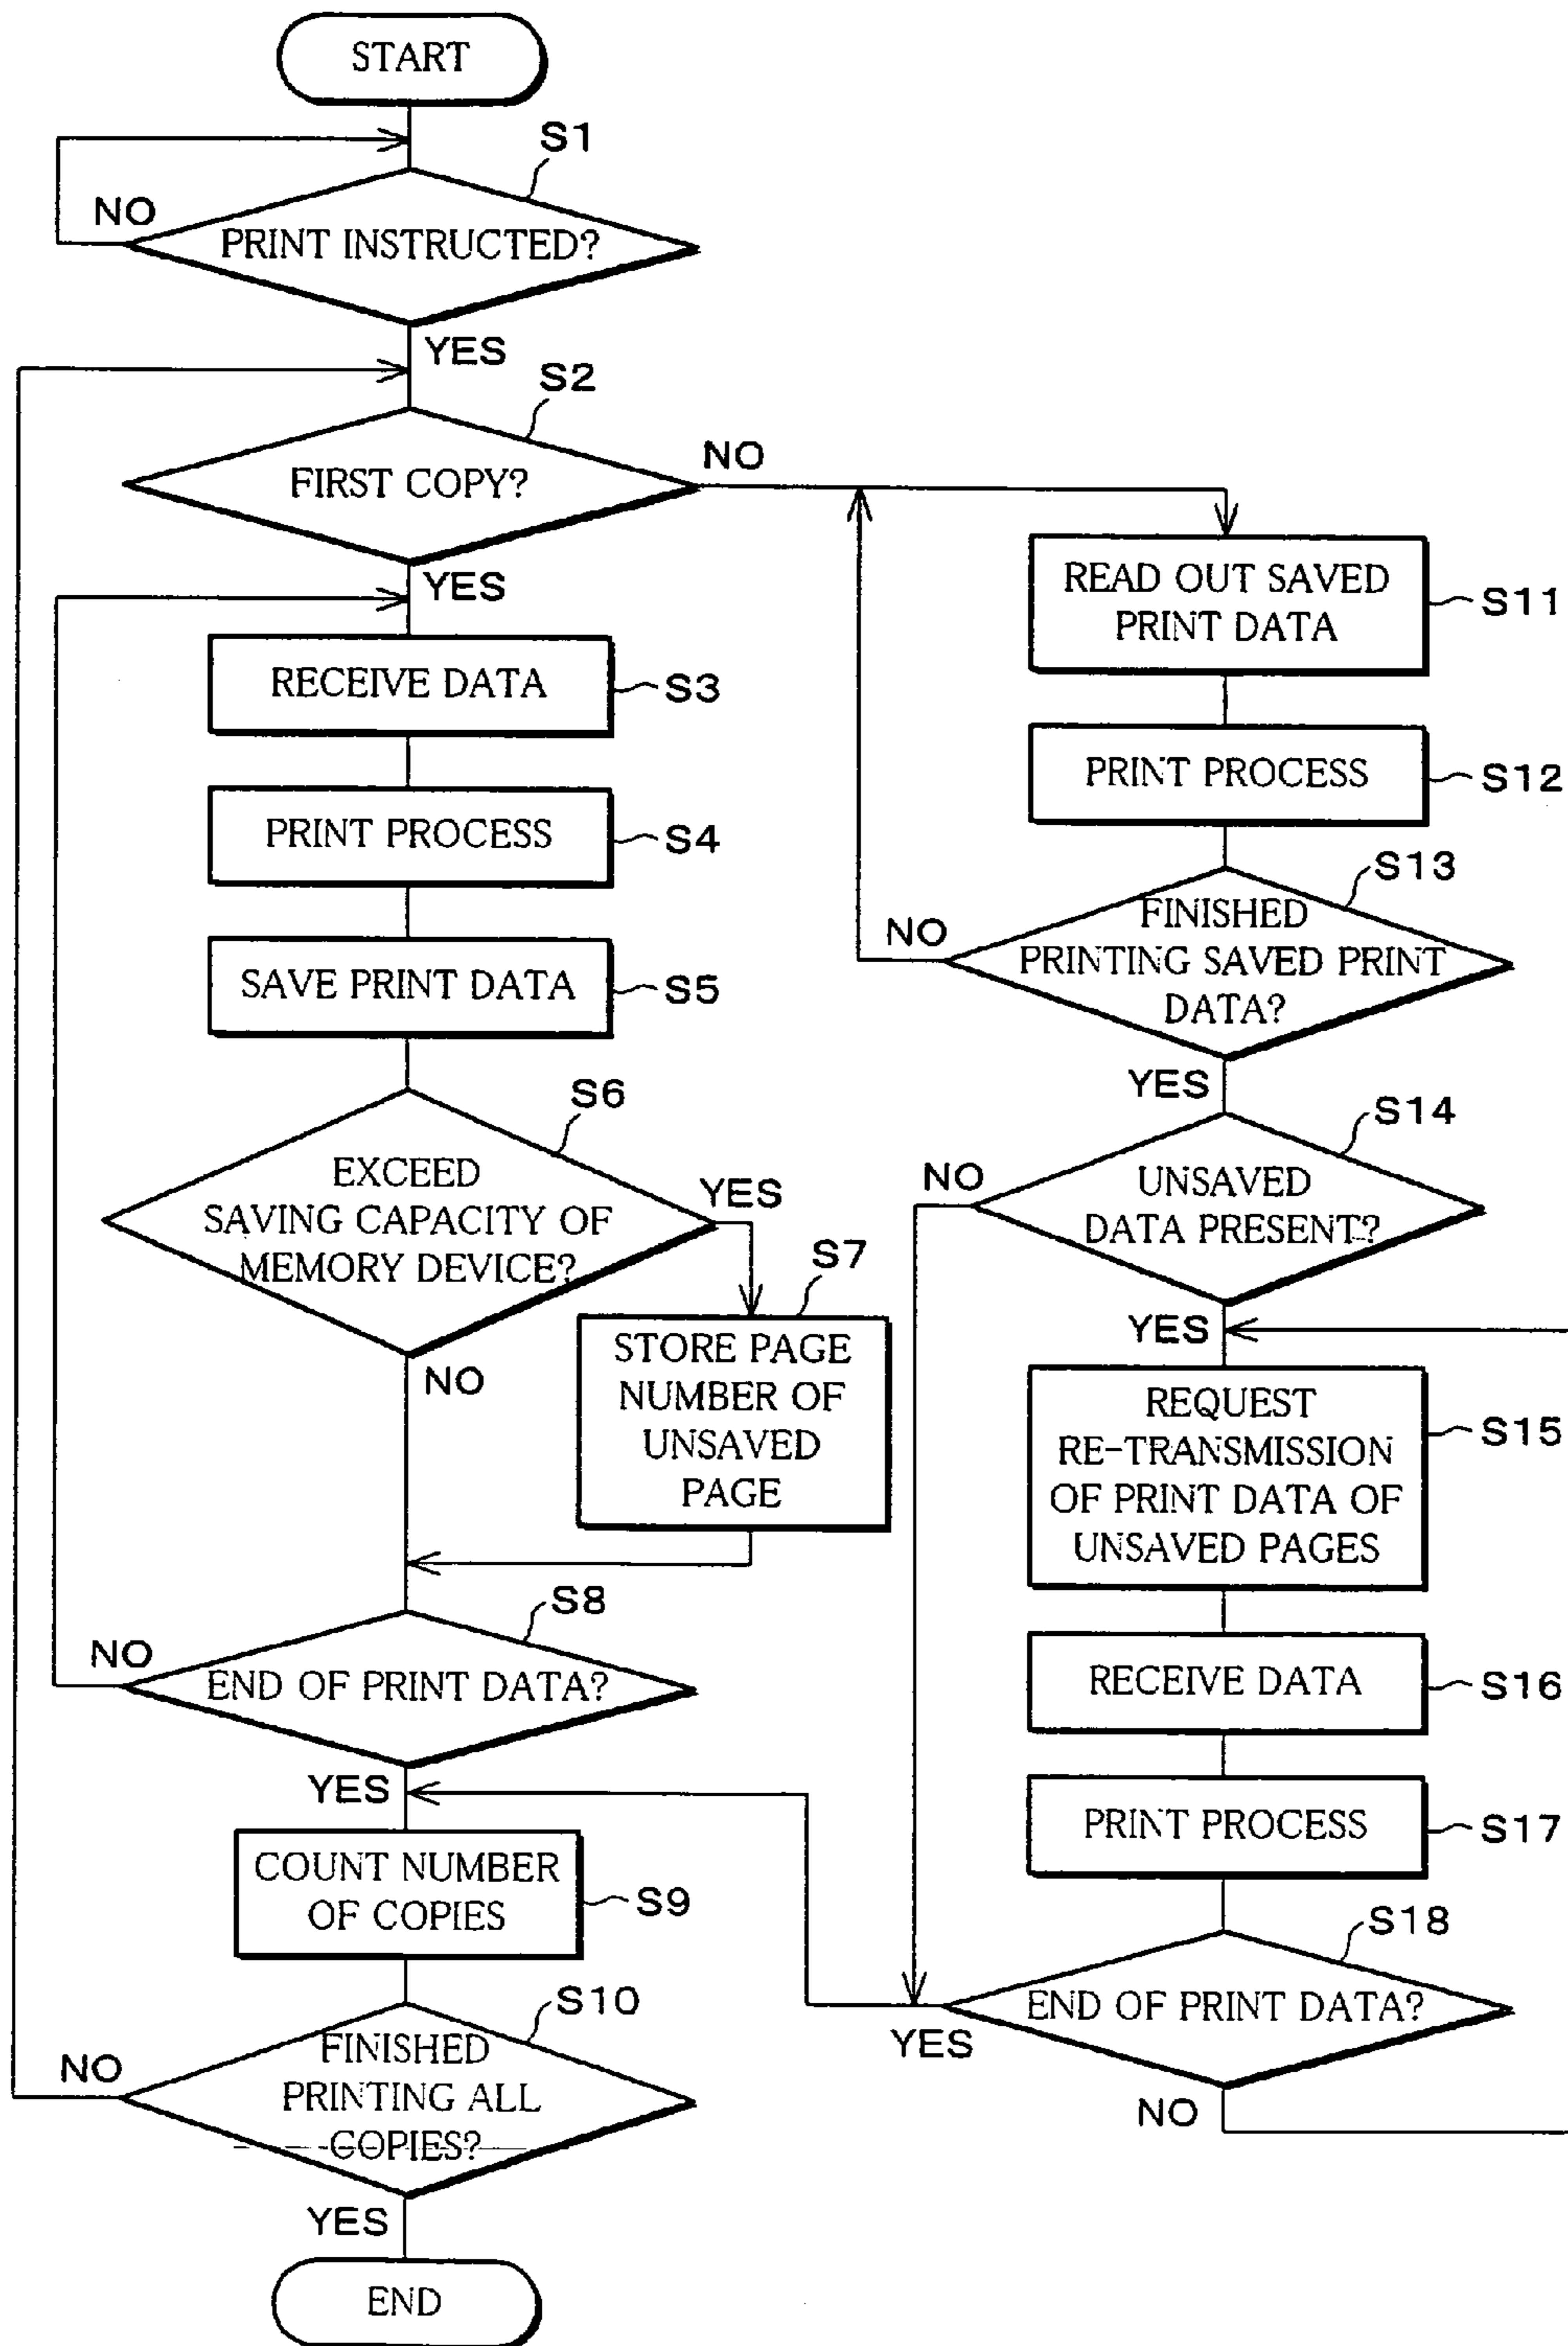 START
S1
NO
PRINT INSTRUCTED?
YES
S2
FIRST COPY?
NO
YES
RECEIVE DATA
S3
PRINT PROCESS
S4
SAVE PRINT DATA
S5
S6
EXCEED
SAVING CAPACITY OF
MEMORY DEVICE?
YES
NO
S7
STORE PAGE
NUMBER OF
UNSAVED
PAGE
S8
NO
END OF PRINT DATA?
YES
COUNT NUMBER
OF COPIES
S9
S10
NO
FINISHED
PRINTING ALL
COPIES?
YES
END
READ OUT SAVED
PRINT DATA
S11
PRINT PROCESS
S12
S13
NO
FINISHED
PRINTING SAVED PRINT
DATA?
YES
S14
NO
UNSAVED
DATA PRESENT?
YES
REQUEST
RE-TRANSMISSION
OF PRINT DATA OF
UNSAVED PAGES
S15
RECEIVE DATA
S16
PRINT PROCESS
S17
S18
END OF PRINT DATA?
YES
NO